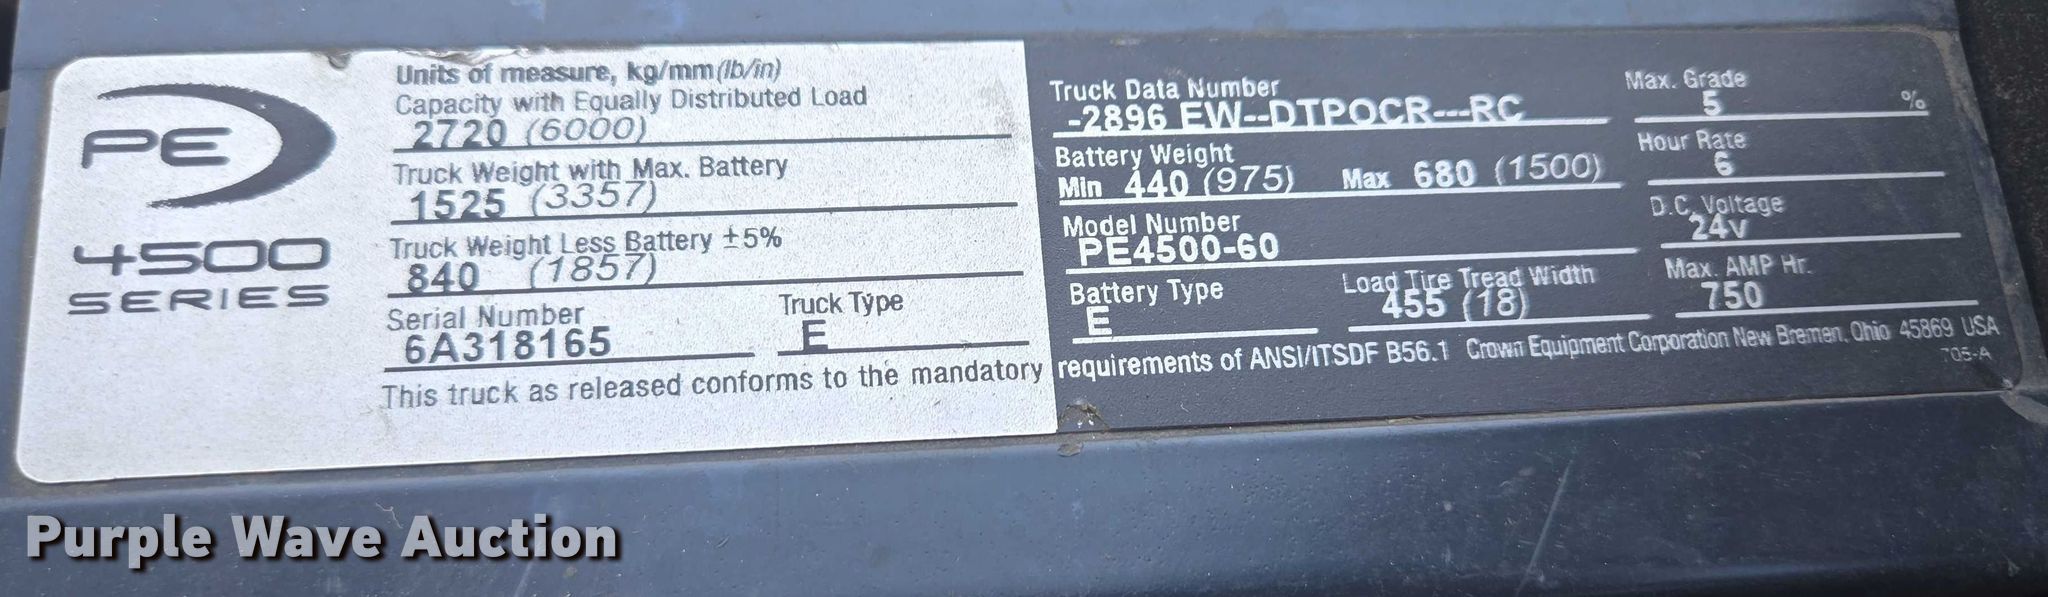 PE
4500
SERIES
Units of measure, kg/mm (lb/in)
Capacity with Equally Distributed Load
2720 (6000)
Truck Weight with Max. Battery
1525 (3357)
Truck Weight Less Battery ±5%
840 (1857)
Serial Number
6A318165
Truck Type
E
Truck Data Number
-2896 EW--DTPOCR---RC
Battery Weight
Min 440 (975) Max 680 (1500)
Model Number
PE4500-60
Battery Type
E
Load Tire Tread Width
455 (18)
Max. Grade
5 %
Hour Rate
6
D.C. Voltage
24V
Max. AMP Hr.
750
This truck as released conforms to the mandatory requirements of ANSI/ITSDF B56.1 Crown Equipment Corporation New Bremen, Ohio 45869 USA
705-A
Purple Wave Auction